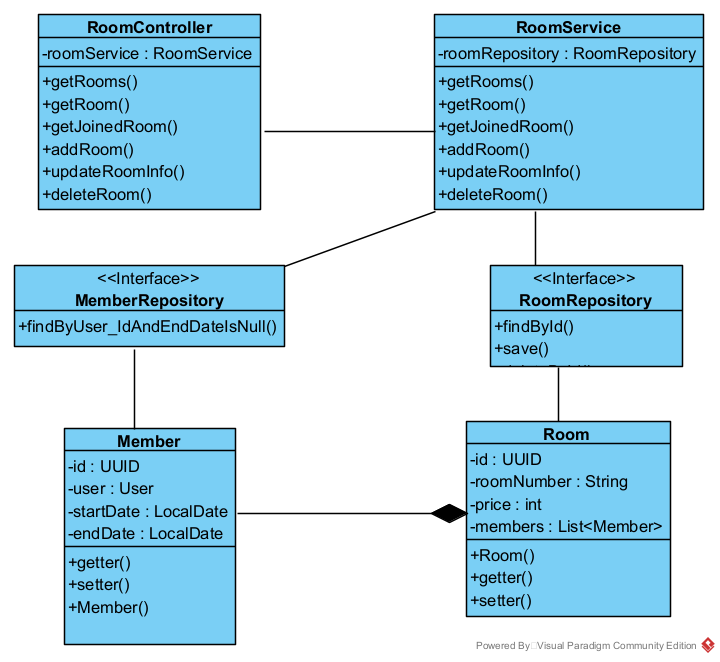 RoomController
-roomService : RoomService
+getRooms()
+getRoom()
+getJoinedRoom()
+addRoom()
+updateRoomInfo()
+deleteRoom()
RoomService
-roomRepository : RoomRepository
+getRooms()
+getRoom()
+getJoinedRoom()
+addRoom()
+updateRoomInfo()
+deleteRoom()
<<Interface>>
MemberRepository
+findByUser_IdAndEndDateIsNull()
<<Interface>>
RoomRepository
+findById()
+save()
Member
-id : UUID
-user : User
-startDate : LocalDate
-endDate : LocalDate
+getter()
+setter()
+Member()
Room
-id : UUID
-roomNumber : String
-price : int
-members : List<Member>
+Room()
+getter()
+setter()
Powered By Visual Paradigm Community Edition